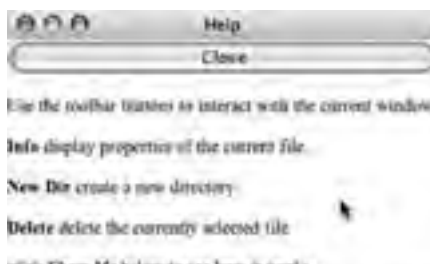 Help
Close
Use the toolbar buttons to interact with the current window
Info display properties of the current file.
New Dir create a new directory
Delete delete the currently selected file